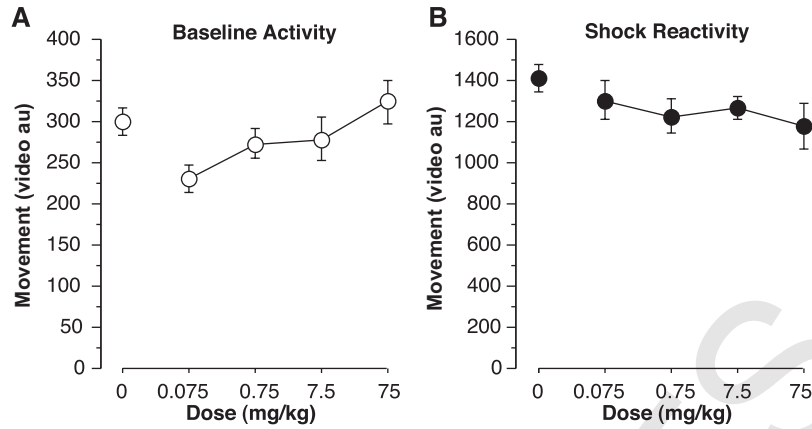 A
Baseline Activity
400
350
300
250
200
150
100
50
0
Movement (video au)
0 0.075 0.75 7.5 75
Dose (mg/kg)
B
Shock Reactivity
1600
1400
1200
1000
800
600
400
200
0
Movement (video au)
0 0.075 0.75 7.5 75
Dose (mg/kg)